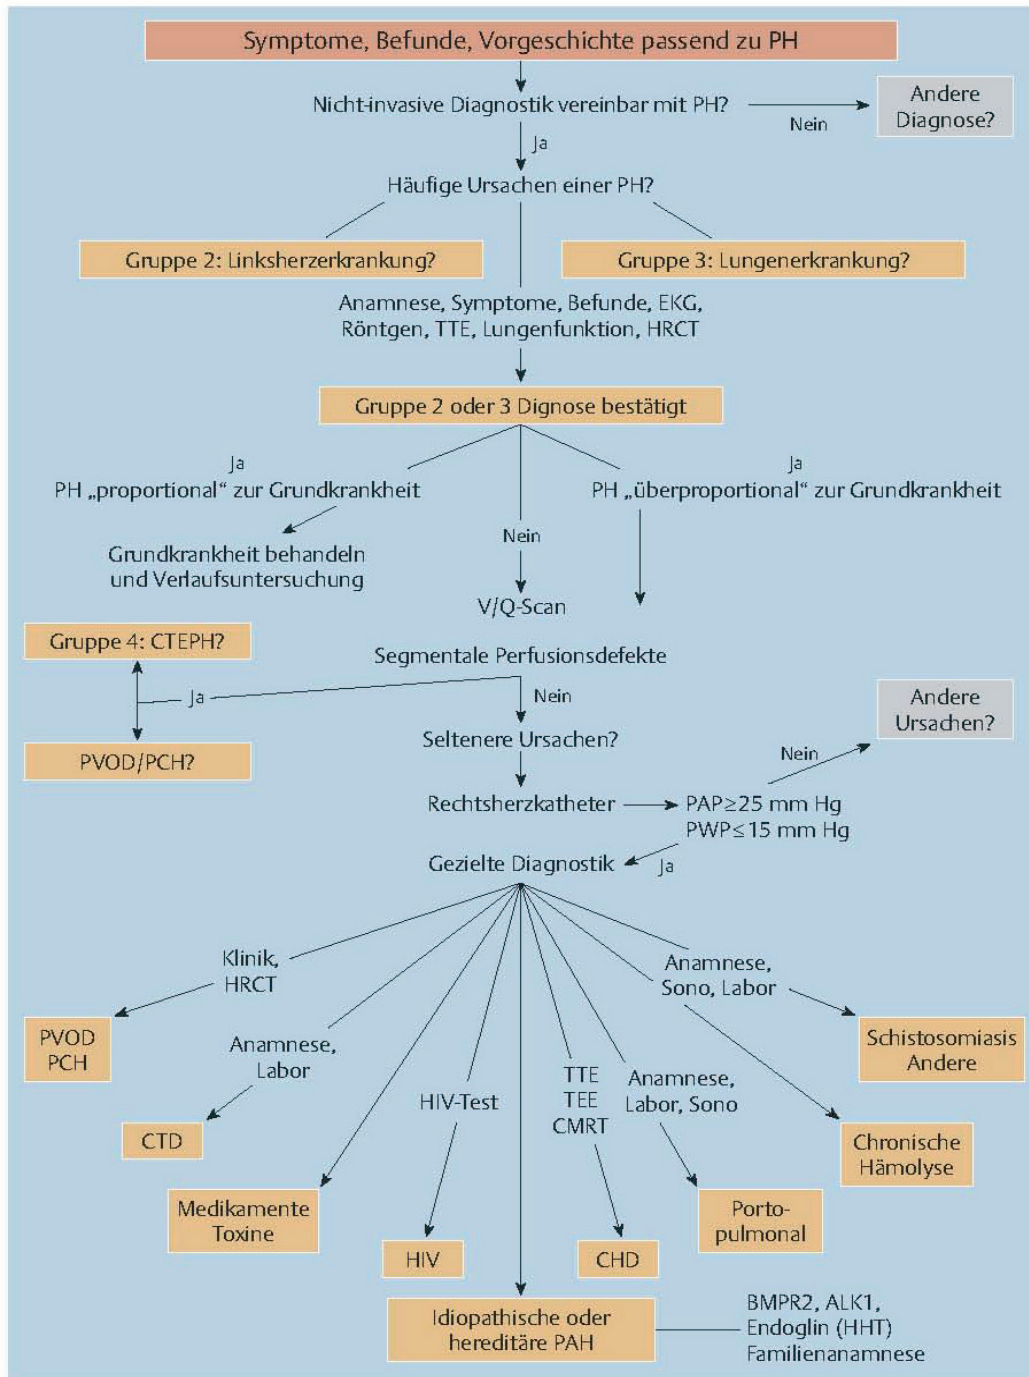 Symptome, Befunde, Vorgeschichte passend zu PH
Nicht-invasive Diagnostik vereinbar mit PH?
Nein
Andere
Diagnose?
Ja
Häufige Ursachen einer PH?
Gruppe 2: Linksherzerkrankung?
Gruppe 3: Lungenerkrankung?
Anamnese, Symptome, Befunde, EKG,
Röntgen, TTE, Lungenfunktion, HRCT
Gruppe 2 oder 3 Dignose bestätigt
Ja
PH „proportional“ zur Grundkrankheit
Ja
PH „überproportional“ zur Grundkrankheit
Grundkrankheit behandeln
und Verlaufsuntersuchung
Nein
V/Q-Scan
Gruppe 4: CTEPH?
Segmentale Perfusionsdefekte
Ja
Nein
PVOD/PCH?
Seltenere Ursachen?
Andere
Ursachen?
Nein
Rechtsherzkatheter
PAP≥25 mm Hg
PWP≤15 mm Hg
Gezielte Diagnostik
Ja
Klinik,
HRCT
Anamnese,
Sono, Labor
PVOD
PCH
Schistosomiasis
Andere
Anamnese,
Labor
HIV-Test
TTE
TEE
CMRT
Anamnese,
Labor, Sono
CTD
Chronische
Hämolyse
Medikamente
Toxine
Porto-
pulmonal
HIV
CHD
Idiopathische oder
hereditäre PAH
BMPR2, ALK1,
Endoglin (HHT)
Familienanamnese